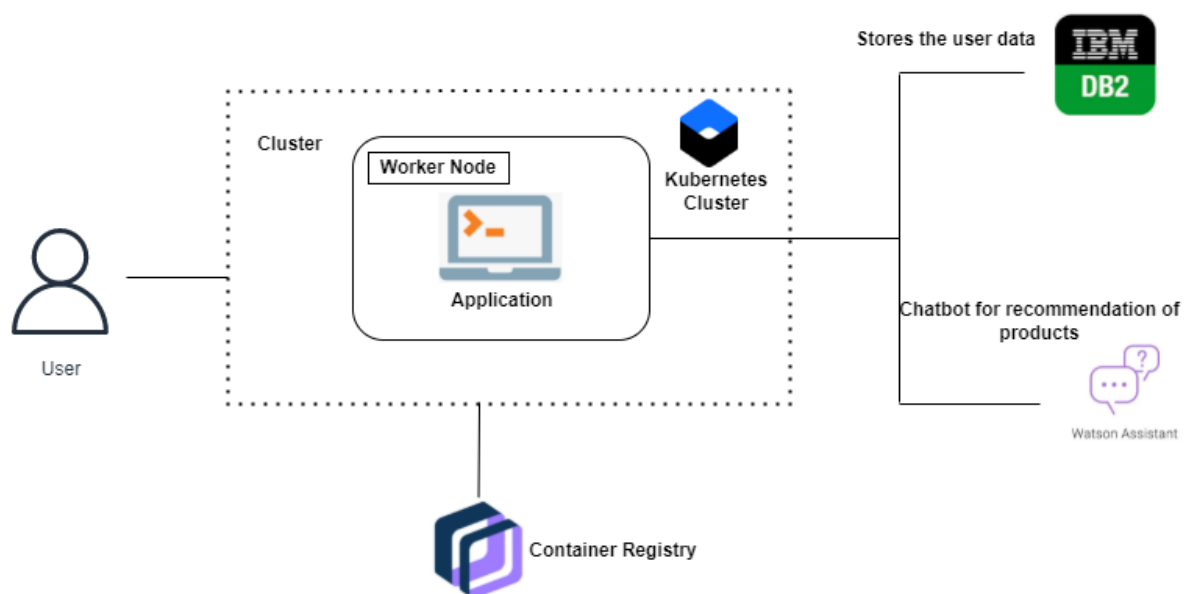 Stores the user data
IBM
DB2
Cluster
Worker Node
Kubernetes
Cluster
Application
User
Chatbot for recommendation of
products
?
Watson Assistant
Container Registry